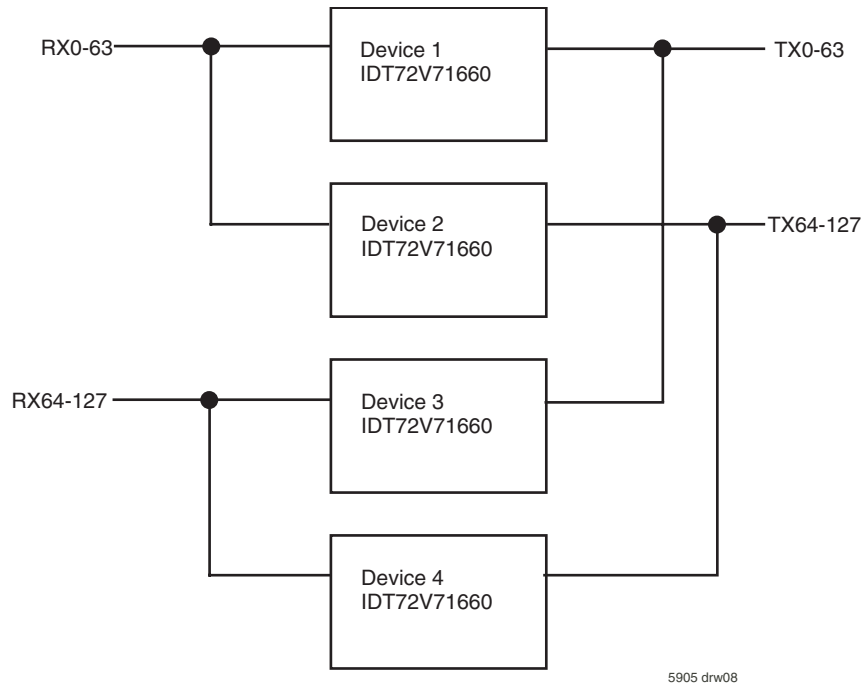 RX0-63
Device 1
IDT72V71660
TX0-63
Device 2
IDT72V71660
TX64-127
RX64-127
Device 3
IDT72V71660
Device 4
IDT72V71660
5905 drw08